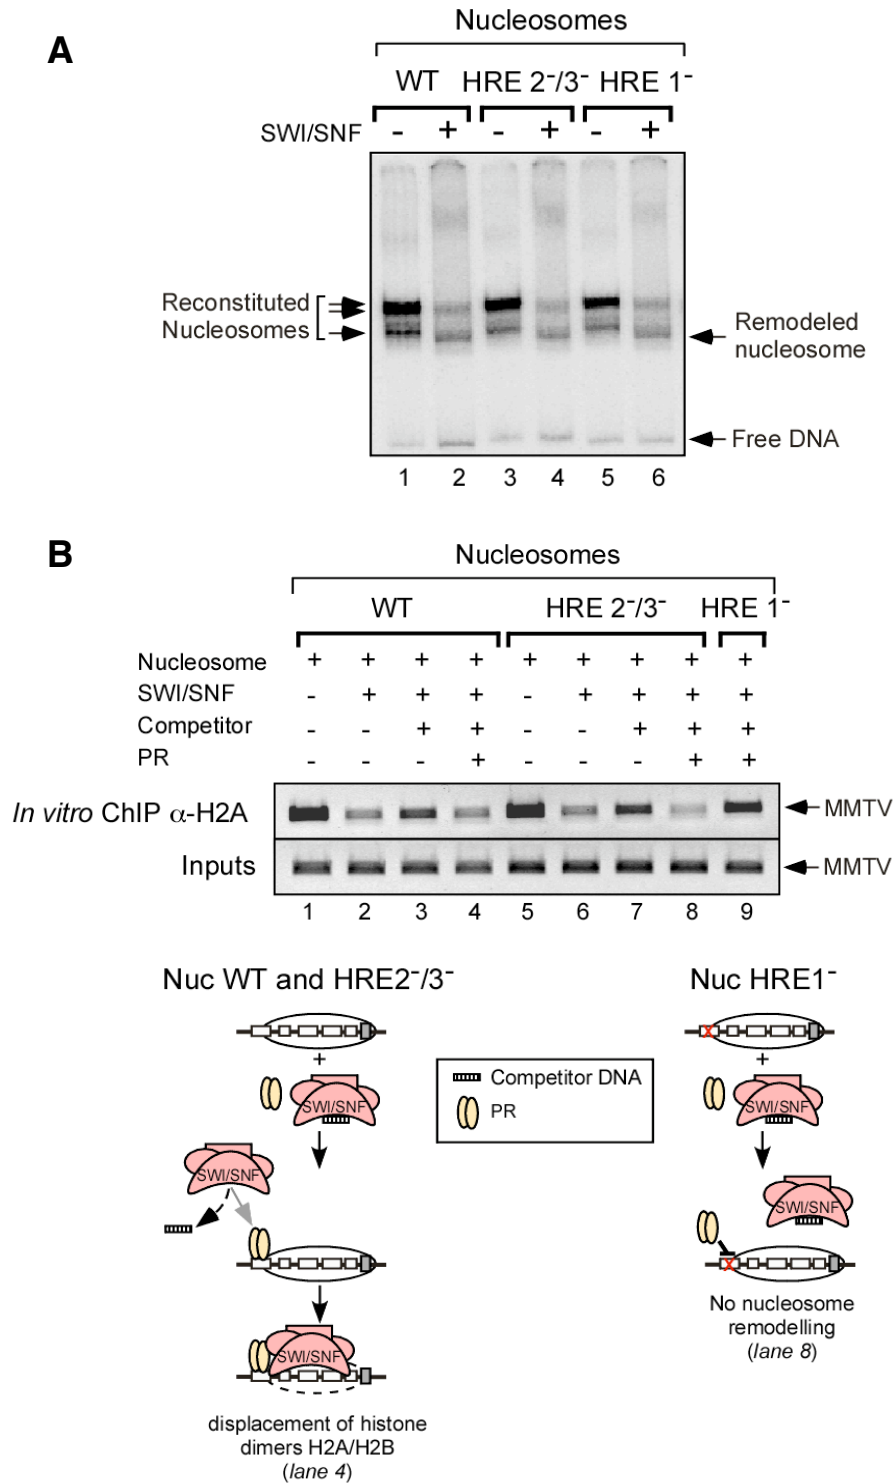 A
Nucleosomes
WT HRE 2-/3- HRE 1-
SWI/SNF - + - + - +
Reconstituted
Nucleosomes
Remodeled
nucleosome
Free DNA
1 2 3 4 5 6
B
Nucleosomes
WT HRE 2-/3- HRE 1-
Nucleosome + + + + + + + + +
SWI/SNF - + + + - + + + +
Competitor - - + + - - + + +
PR - - - + - - - + +
In vitro ChIP α-H2A
MMTV
Inputs
MMTV
1 2 3 4 5 6 7 8 9
Nuc WT and HRE2-/3-
+
SWI/SNF
SWI/SNF
SWI/SNF
displacement of histone
dimers H2A/H2B
(lane 4)
Competitor DNA
PR
Nuc HRE1-
X
+
SWI/SNF
SWI/SNF
X
No nucleosome
remodelling
(lane 8)